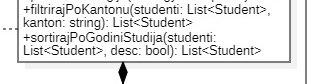 +filtrirajPoKantonu(studenti: List<Student>,
kanton: string): List<Student>
+sortirajPoGodiniStudija(studenti:
List<Student>, desc: bool): List<Student>